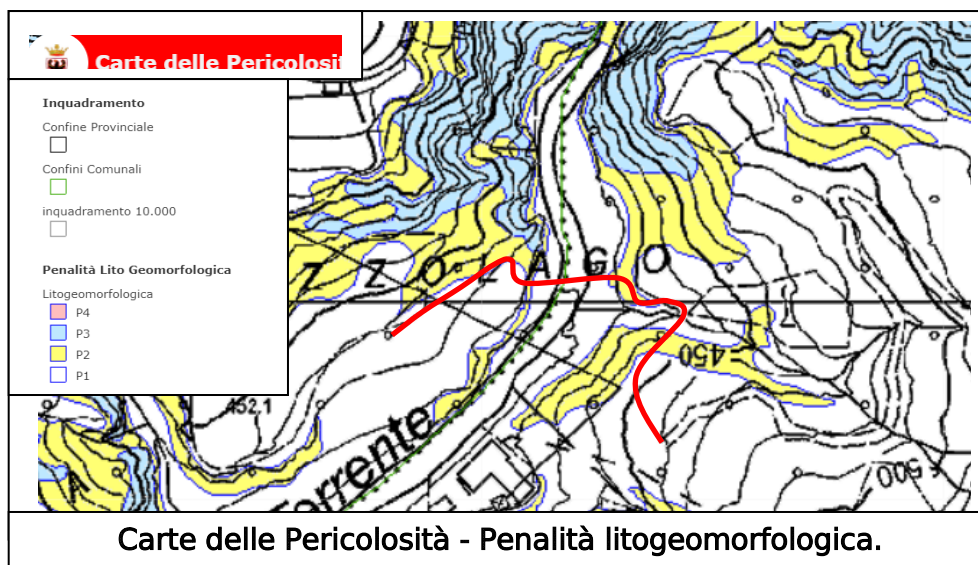 Carte delle Pericolosit
Inquadramento
Confine Provinciale
Confini Comunali
inquadramento 10.000
Penalità Lito Geomorfologica
Litogeomorfologica
P4
P3
P2
P1
Z Z O L A G O
=450
452,1
500
Torrente
A
Carte delle Pericolosità - Penalità litogeomorfologica.